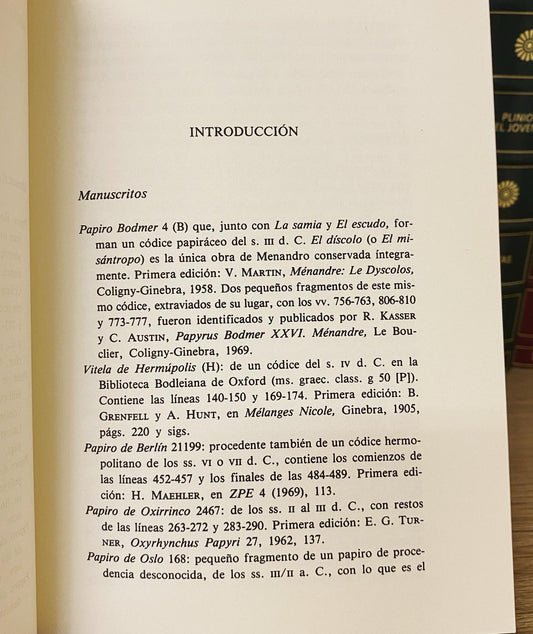 INTRODUCCIÓN
Manuscritos
Papiro Bodmer 4 (B) que, junto con La samia y El escudo, for-
man un códice papiráceo del s. III d. C. El díscolo (o El mi-
sántropo) es la única obra de Menandro conservada íntegra-
mente. Primera edición: V. MARTIN, Ménandre: Le Dyscolos,
Coligny-Ginebra, 1958. Dos pequeños fragmentos de este mis-
mo códice, extraviados de su lugar, con los vv. 756-763, 806-810
y 773-777, fueron identificados y publicados por R. KASSER
y C. AUSTIN, Papyrus Bodmer XXVI. Ménandre, Le Bou-
clier, Coligny-Ginebra, 1969.
Vitela de Hermúpolis (H): de un códice del s. IV d. C. en la
Biblioteca Bodleiana de Oxford (ms. graec. class. g 50 [P]).
Contiene las líneas 140-150 y 169-174. Primera edición: B.
GRENFELL y A. HUNT, en Mélanges Nicole, Ginebra, 1905,
págs. 220 y sigs.
Papiro de Berlín 21199: procedente también de un códice hermo-
politano de los ss. VI o VII d. C., contiene los comienzos de
las líneas 452-457 y los finales de las 484-489. Primera edi-
ción: H. MAEHLER, en ZPE 4 (1969), 113.
Papiro de Oxirrinco 2467: de los ss. II al III d. C., con restos
de las líneas 263-272 y 283-290. Primera edición: E. G. TUR-
NER, Oxyrhynchus Papyri 27, 1962, 137.
Papiro de Oslo 168: pequeño fragmento de un papiro de proce-
dencia desconocida, de los ss. III/II a. C., con lo que es el
PLINIO
EL JOVEN